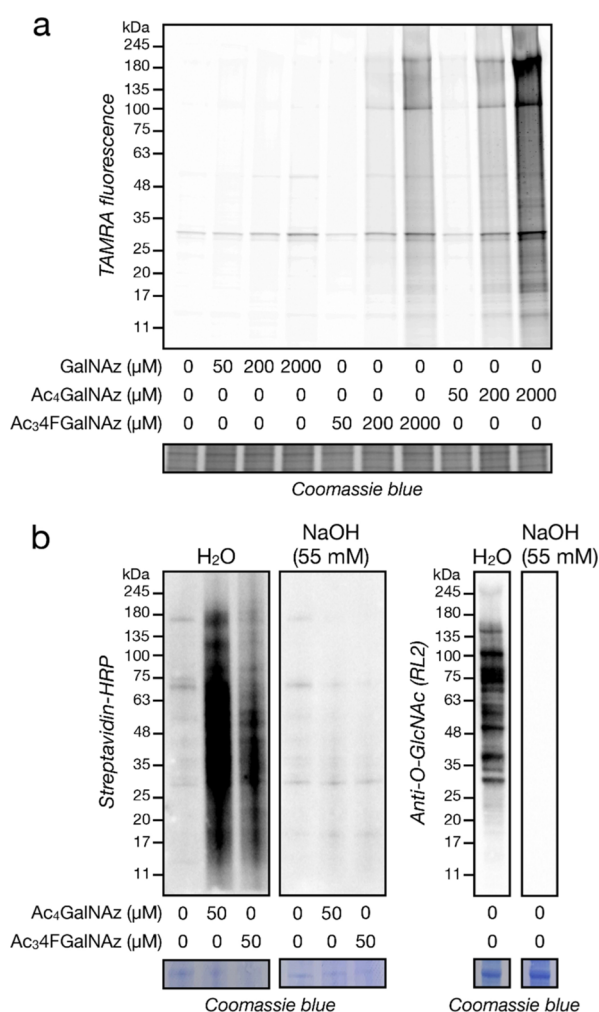 a
kDa
245
180
135
100
75
63
48
35
25
20
17
11
TAMRA fluorescence
GalNAz (µM) 0 50 200 2000 0 0 0 0 0 0
Ac₄GalNAz (µM) 0 0 0 0 0 0 0 50 200 2000
Ac₃4FGalNAz (µM) 0 0 0 0 50 200 2000 0 0 0
Coomassie blue
b
H₂O
NaOH
(55 mM)
kDa
245
180
135
100
75
63
48
35
25
20
17
11
Streptavidin-HRP
Ac₄GalNAz (µM) 0 50 0 0 50 0
Ac₃4FGalNAz (µM) 0 0 50 0 0 50
Coomassie blue
H₂O
NaOH
(55 mM)
kDa
245
180
135
100
75
63
48
35
25
20
17
11
Anti-O-GlcNAc (RL2)
0 0
0 0
Coomassie blue